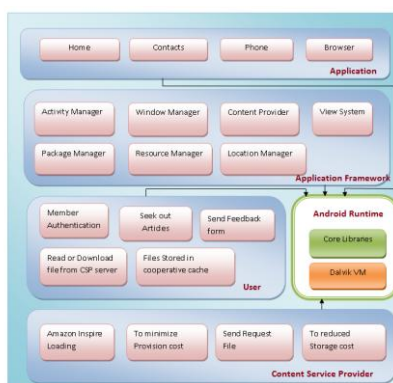 Home
Contacts
Phone
Browser
Application
Activity Manager
Window Manager
Content Provider
View System
Package Manager
Resource Manager
Location Manager
Application Framework
Member
Authentication
Seek out
Articles
Send Feedback
form
Read or Download
file from CSP server
Files Stored in
cooperative cache
User
Android Runtime
Core Libraries
Dalvik VM
Amazon Inspire
Loading
To minimize
Provision cost
Send Request
File
To reduced
Storage cost
Content Service Provider